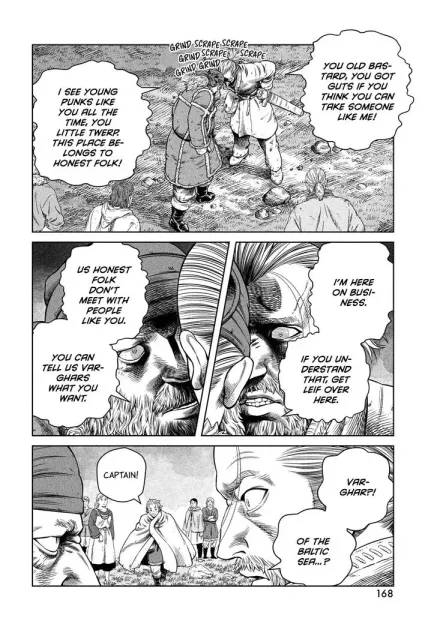 GRIND SCRAPE SCRAPE
GRIND SCRAPE SCRAPE
GRIND GRIND
YOU OLD BAS-
TARD, YOU GOT
GUTS IF YOU
THINK YOU CAN
TAKE SOMEONE
LIKE ME!
I SEE YOUNG
PUNKS LIKE
YOU ALL THE
TIME, YOU
LITTLE TWERP.
THIS PLACE BE-
LONGS TO
HONEST FOLK!
I'M HERE
ON BUSI-
NESS.
IF YOU UN-
DERSTAND
THAT, GET
LEIF OVER
HERE.
US HONEST
FOLK
DON'T
MEET WITH
PEOPLE
LIKE YOU.
YOU CAN
TELL US VAR-
GHARS
WHAT YOU
WANT.
VAR-
GHAR?!
OF THE
BALTIC
SEA...?
CAPTAIN!
168